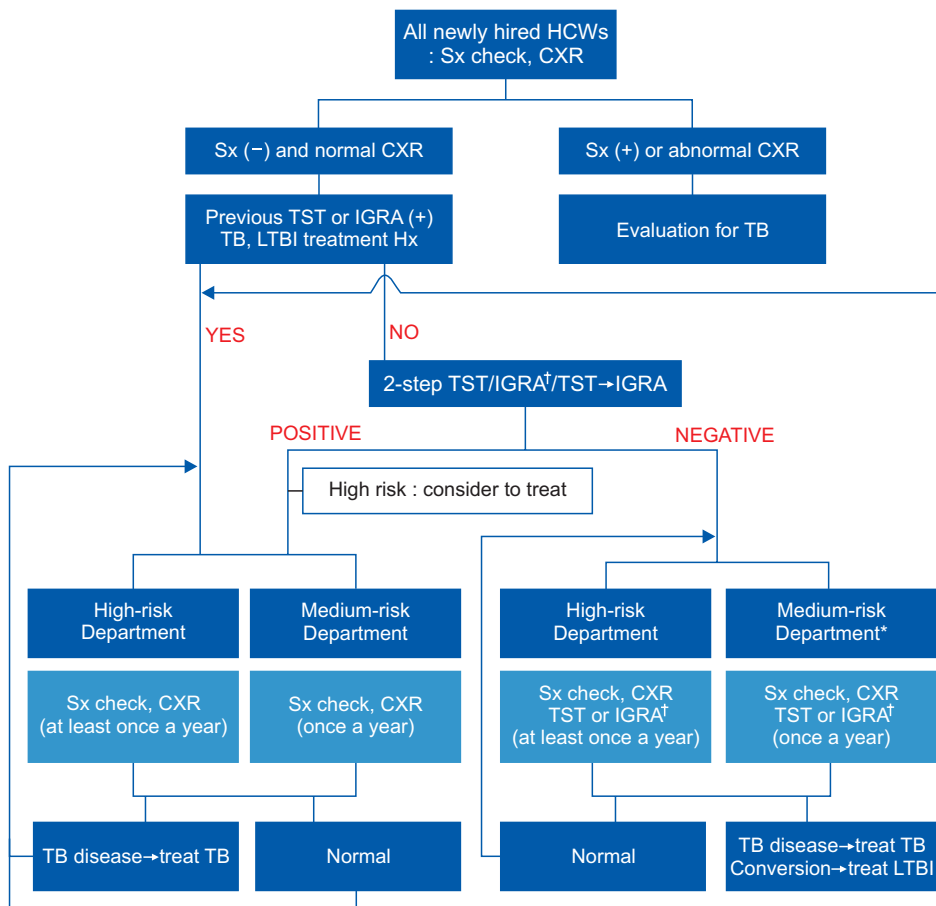 All newly hired HCWs
: Sx check, CXR
Sx (−) and normal CXR
Sx (+) or abnormal CXR
Previous TST or IGRA (+)
TB, LTBI treatment Hx
Evaluation for TB
YES
NO
2-step TST/IGRA†/TST→IGRA
POSITIVE
NEGATIVE
High risk : consider to treat
High-risk
Department
Medium-risk
Department
High-risk
Department
Medium-risk
Department*
Sx check, CXR
(at least once a year)
Sx check, CXR
(once a year)
Sx check, CXR
TST or IGRA†
(at least once a year)
Sx check, CXR
TST or IGRA†
(once a year)
TB disease→treat TB
Normal
Normal
TB disease→treat TB
Conversion→treat LTBI